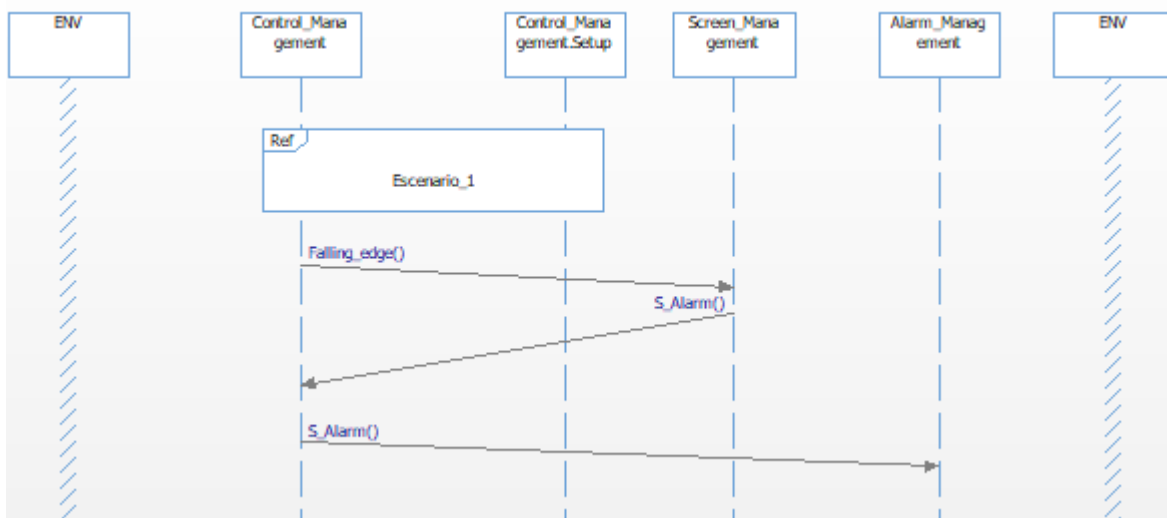 ENV
Control_Mana
gement
Control_Mana
gement.Setup
Screen_Mana
gement
Alarm_Manag
ement
ENV
Ref
Escenario_1
Falling_edge()
S_Alarm()
S_Alarm()